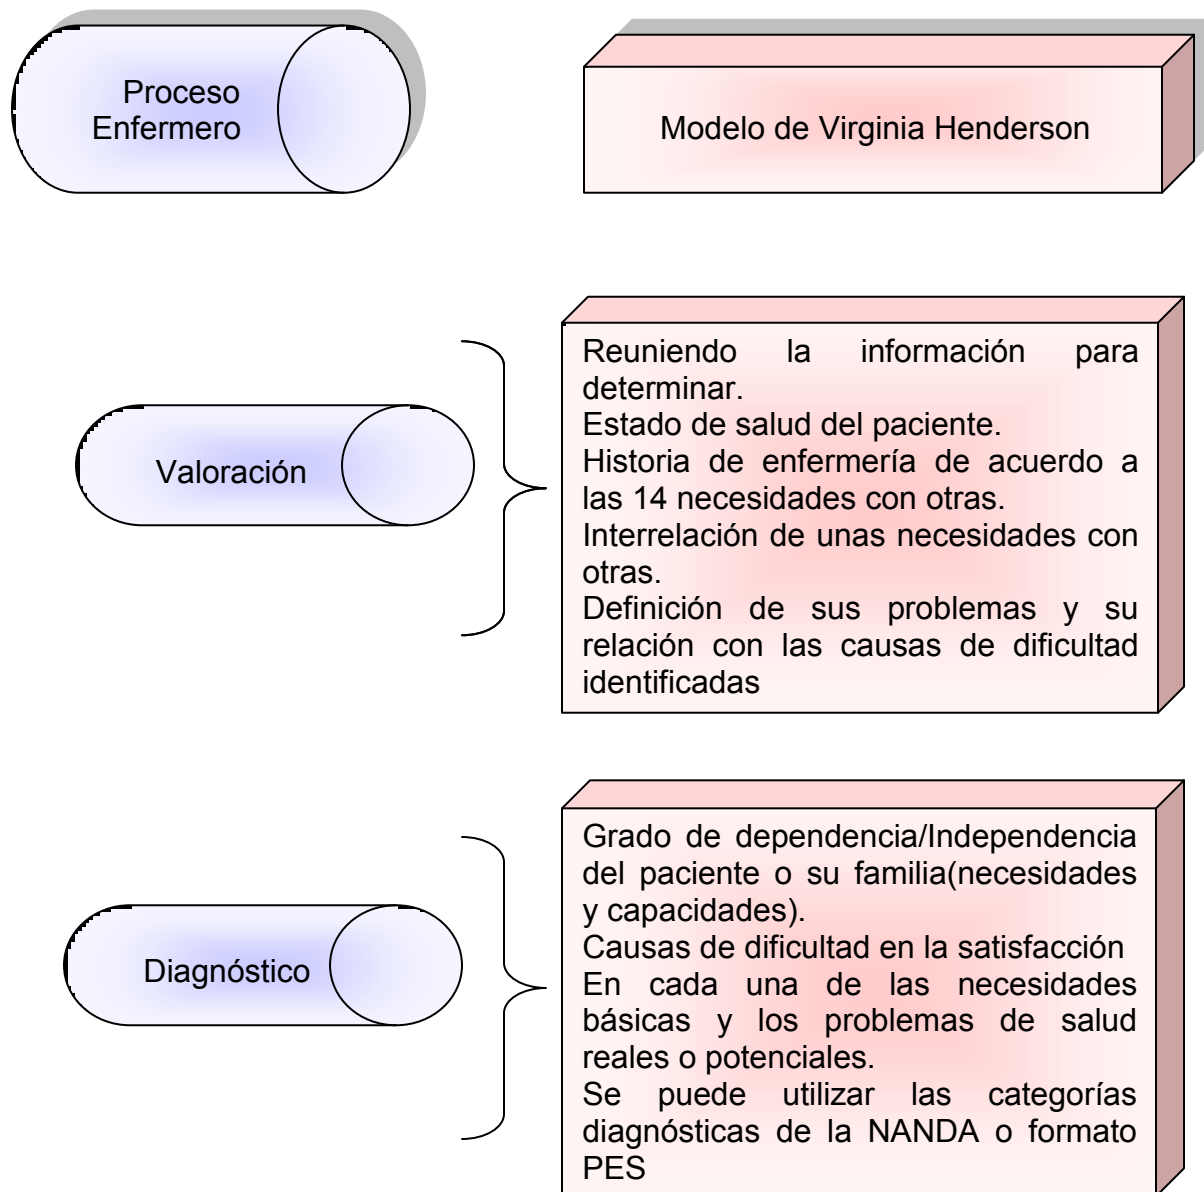 Proceso
Enfermero
Modelo de Virginia Henderson
Valoración
Reuniendo la información para
determinar.
Estado de salud del paciente.
Historia de enfermería de acuerdo a
las 14 necesidades con otras.
Interrelación de unas necesidades con
otras.
Definición de sus problemas y su
relación con las causas de dificultad
identificadas
Diagnóstico
Grado de dependencia/Independencia
del paciente o su familia(necesidades
y capacidades).
Causas de dificultad en la satisfacción
En cada una de las necesidades
básicas y los problemas de salud
reales o potenciales.
Se puede utilizar las categorías
diagnósticas de la NANDA o formato
PES